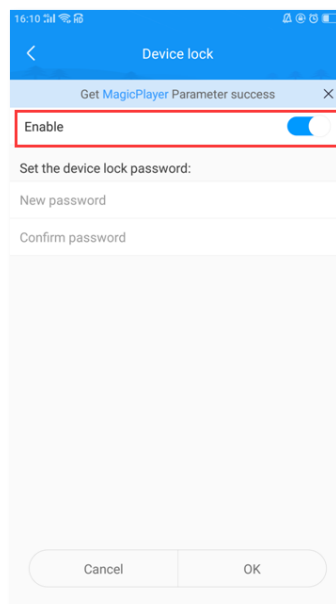 16:10
Device lock
Get MagicPlayer Parameter success
Enable
Set the device lock password:
New password
Confirm password
Cancel OK